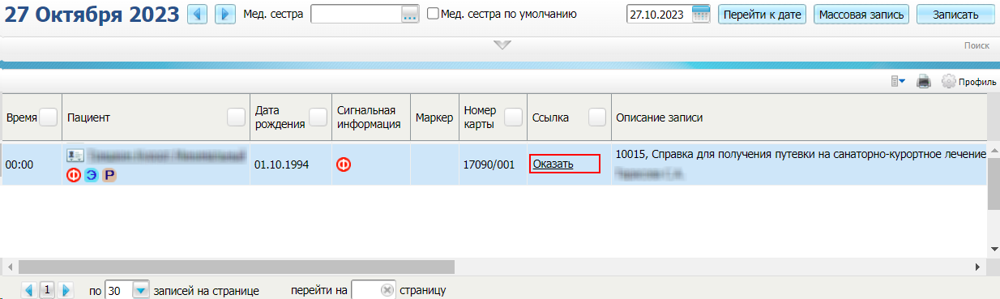 27 Октября 2023 Мед. сестра ... Мед. сестра по умолчанию 27.10.2023 Перейти к дате Массовая запись Записать
Поиск
Профиль
Время Пациент Дата рождения Сигнальная информация Маркер Номер карты Ссылка Описание записи
00:00 Ф Э Р 01.10.1994 Ф 17090/001 Оказать 10015, Справка для получения путевки на санаторно-курортное лечение
1 по 30 записей на странице перейти на страницу